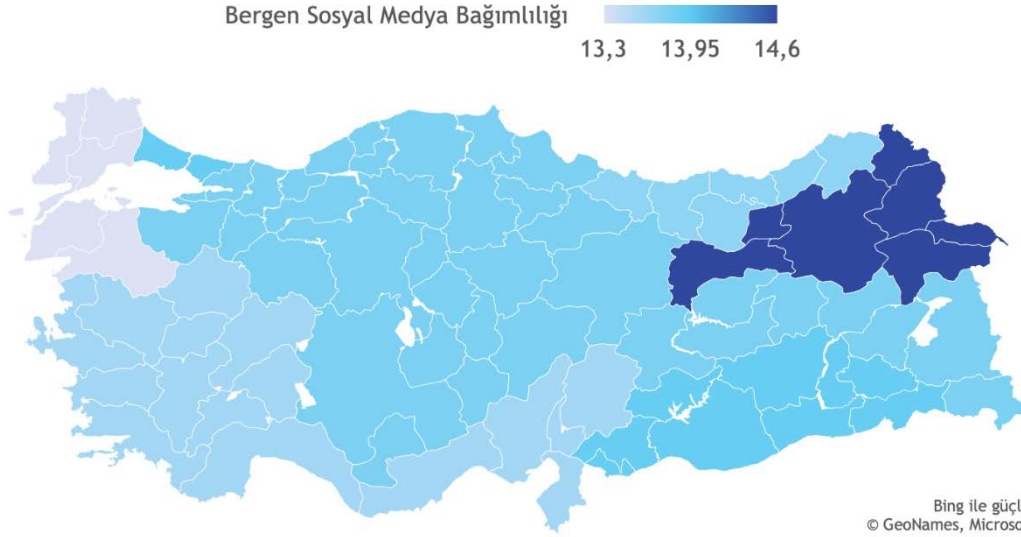 Bergen Sosyal Medya Bağımlılığı
13,3 13,95 14,6
Bing ile güçl
© GeoNames, Microso